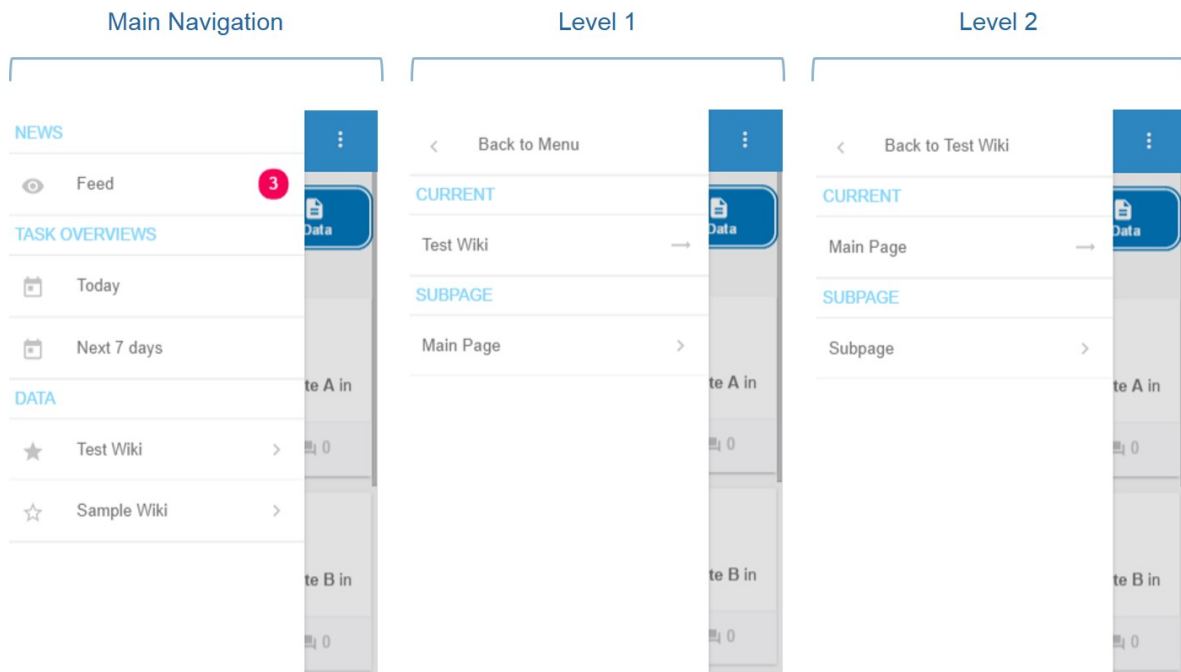 Main Navigation
Level 1
Level 2
NEWS
Feed
3
TASK OVERVIEWS
Today
Next 7 days
DATA
Test Wiki
Sample Wiki
Data
te A in
0
te B in
0
Back to Menu
CURRENT
Test Wiki
SUBPAGE
Main Page
Data
te A in
0
te B in
0
Back to Test Wiki
CURRENT
Main Page
SUBPAGE
Subpage
Data
te A in
0
te B in
0